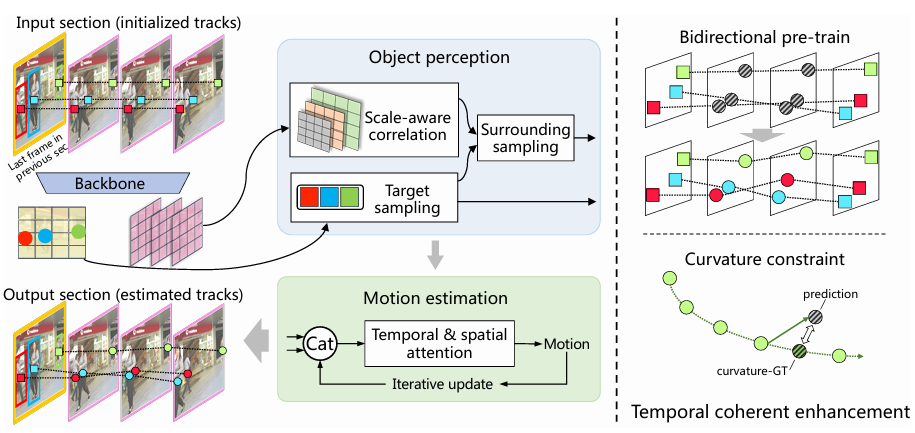 Input section (initialized tracks)
Last frame in
previous sec
Backbone
Object perception
Scale-aware
correlation
Surrounding
sampling
Target
sampling
Output section (estimated tracks)
Motion estimation
Cat
Temporal & spatial
attention
Motion
Iterative update
Bidirectional pre-train
Curvature constraint
prediction
curvature-GT
Temporal coherent enhancement